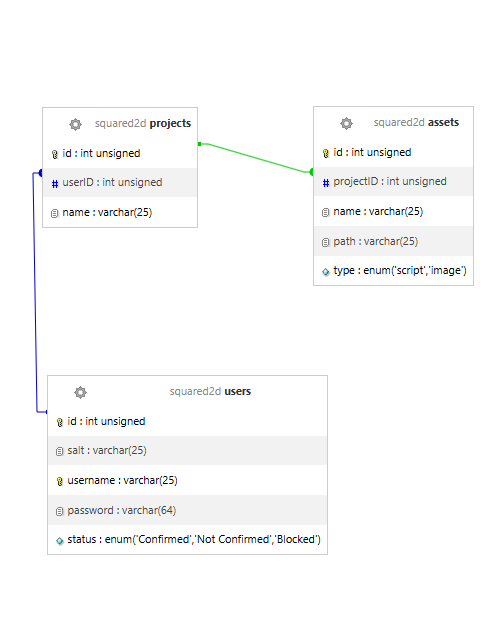 squared2d projects
id : int unsigned
userID : int unsigned
name : varchar(25)
squared2d assets
id : int unsigned
projectID : int unsigned
name : varchar(25)
path : varchar(25)
type : enum('script','image')
squared2d users
id : int unsigned
salt : varchar(25)
username : varchar(25)
password : varchar(64)
status : enum('Confirmed','Not Confirmed','Blocked')